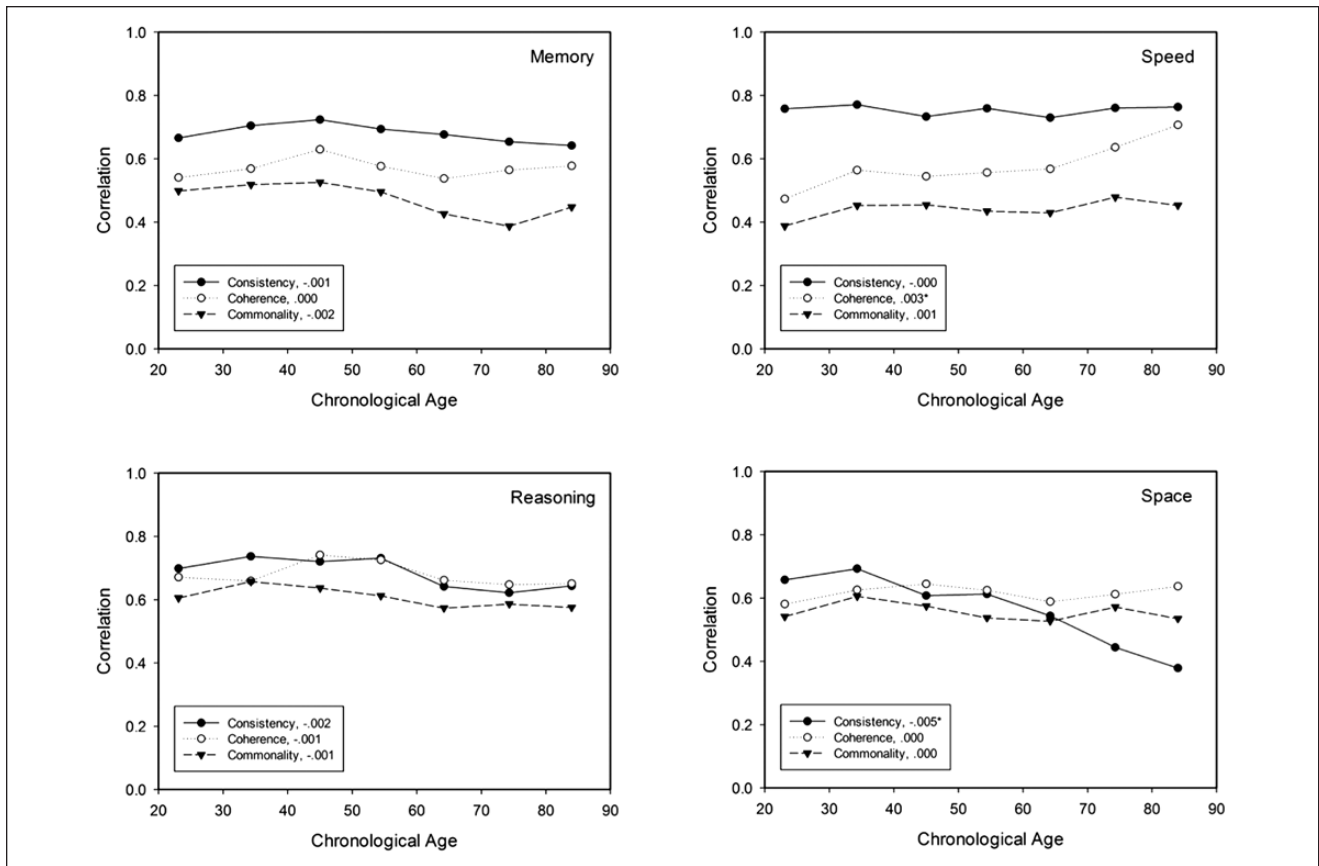 Memory
1.0
0.8
0.6
0.4
0.2
0.0
Correlation
Consistency, -.001
Coherence, .000
Commonality, -.002
20 30 40 50 60 70 80 90
Chronological Age
Speed
1.0
0.8
0.6
0.4
0.2
0.0
Correlation
Consistency, -.000
Coherence, .003*
Commonality, .001
20 30 40 50 60 70 80 90
Chronological Age
Reasoning
1.0
0.8
0.6
0.4
0.2
0.0
Correlation
Consistency, -.002
Coherence, -.001
Commonality, -.001
20 30 40 50 60 70 80 90
Chronological Age
Space
1.0
0.8
0.6
0.4
0.2
0.0
Correlation
Consistency, -.005*
Coherence, .000
Commonality, .000
20 30 40 50 60 70 80 90
Chronological Age